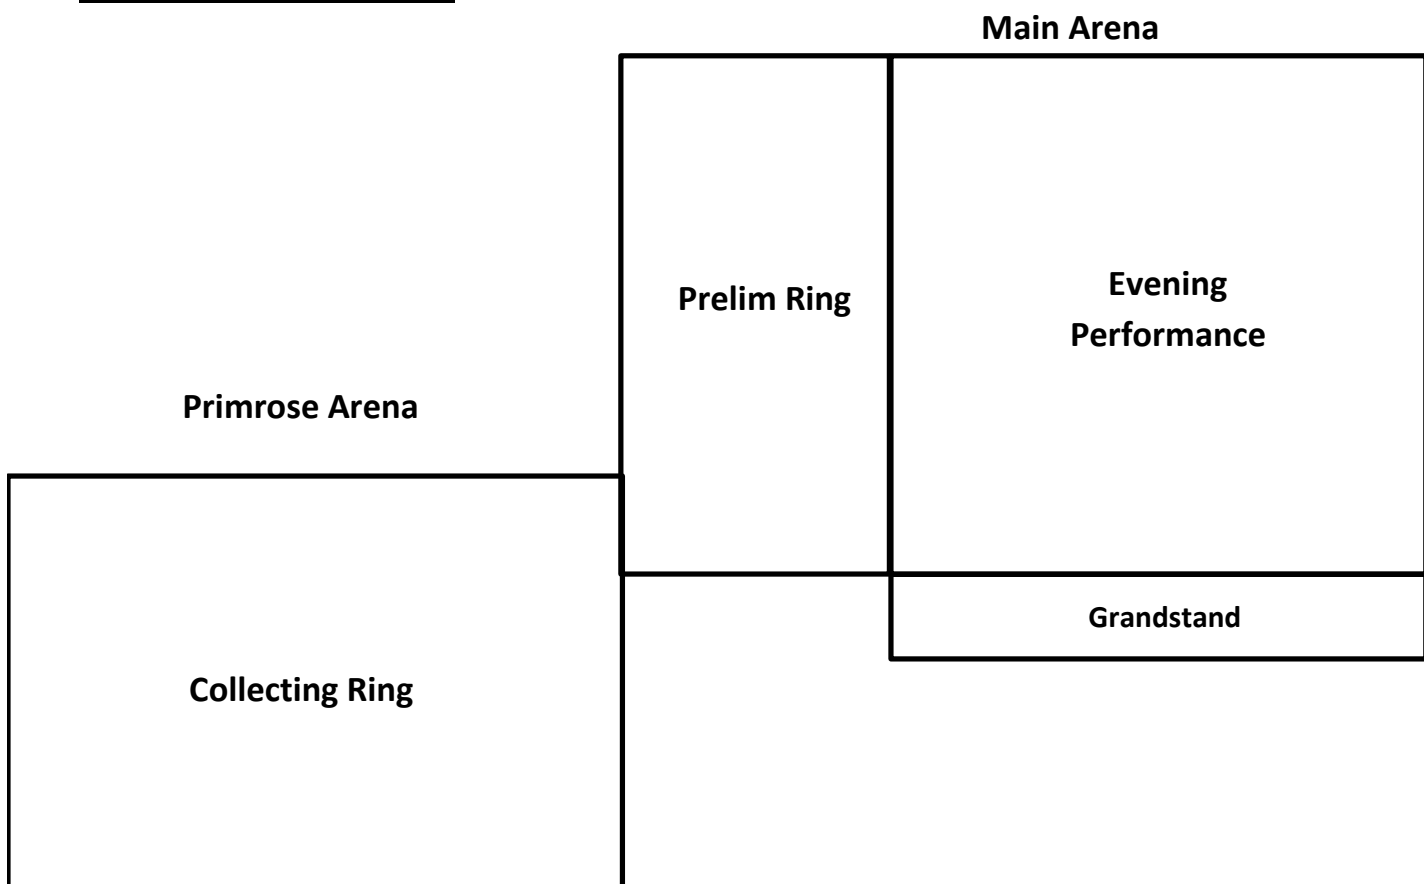 Main Arena
Prelim Ring
Evening
Performance
Primrose Arena
Grandstand
Collecting Ring